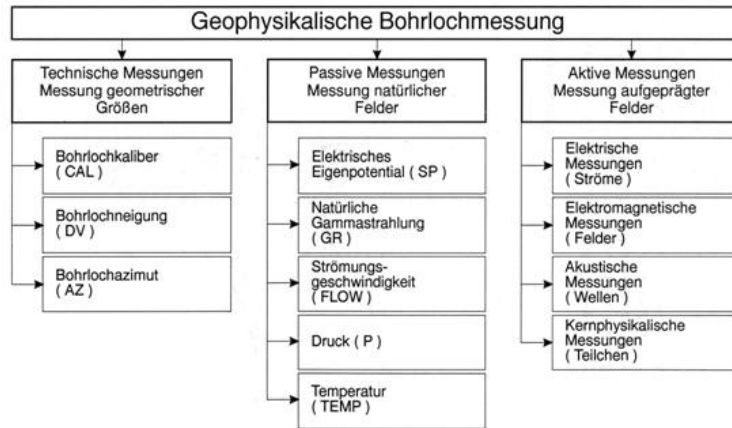 Geophysikalische Bohrlochmessung
Technische Messungen
Messung geometrischer
Größen
Bohrlochkaliber
( CAL )
Bohrlochneigung
( DV )
Bohrlochazimut
( AZ )
Passive Messungen
Messung natürlicher
Felder
Elektrisches
Eigenpotential ( SP )
Natürliche
Gammastrahlung
( GR )
Strömungs-
geschwindigkeit
( FLOW )
Druck ( P )
Temperatur
( TEMP )
Aktive Messungen
Messung aufgeprägter
Felder
Elektrische
Messungen
( Ströme )
Elektromagnetische
Messungen
( Felder )
Akustische
Messungen
( Wellen )
Kernphysikalische
Messungen
( Teilchen )